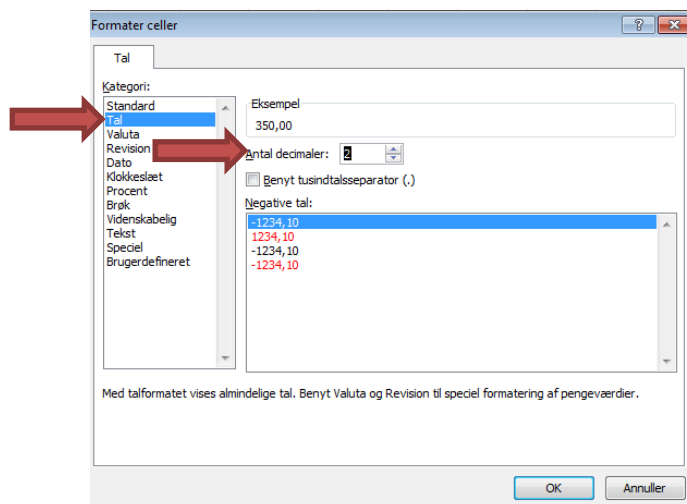 Formater celler
Tal
Kategori:
Standard
Tal
Valuta
Revision
Dato
Klokkeslæt
Procent
Brøk
Videnskabelig
Tekst
Speciel
Brugerdefineret
Eksempel
350,00
Antal decimaler: 2
Benyt tusindtalsseparator (.)
Negative tal:
-1234,10
1234,10
-1234,10
-1234,10
Med talformatet vises almindelige tal. Benyt Valuta og Revision til speciel formatering af pengeværdier.
OK Annuller